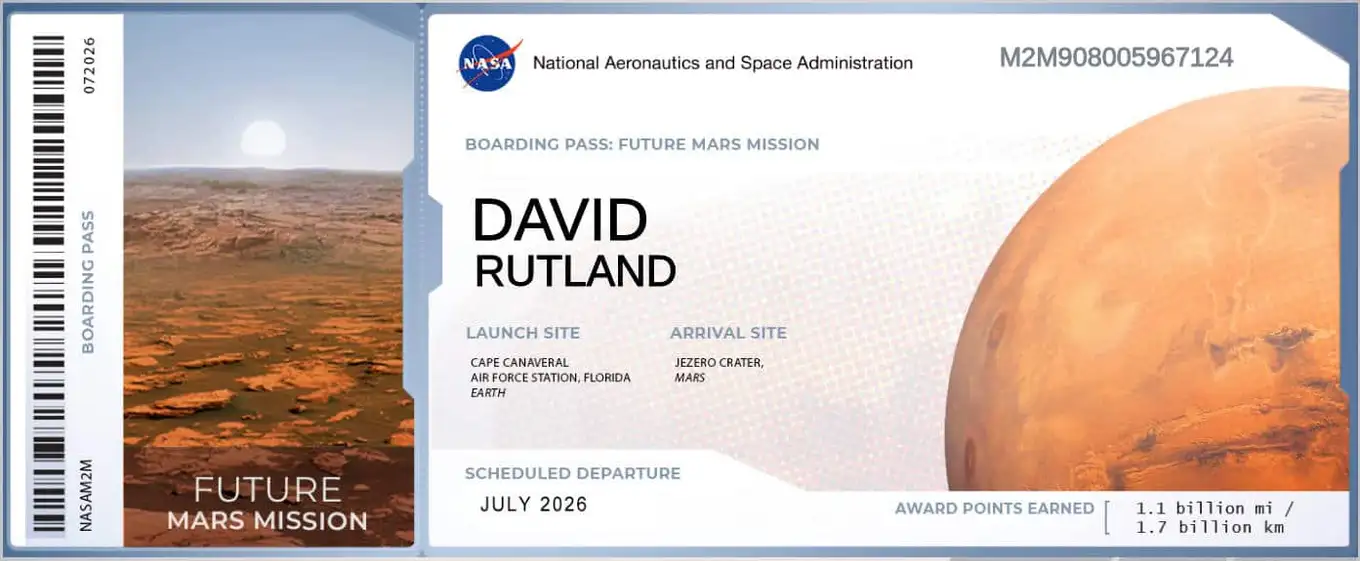 072026
BOARDING PASS
NASAM2M
FUTURE
MARS MISSION
NASA
National Aeronautics and Space Administration
M2M908005967124
BOARDING PASS: FUTURE MARS MISSION
DAVID
RUTLAND
LAUNCH SITE
CAPE CANAVERAL
AIR FORCE STATION, FLORIDA
EARTH
ARRIVAL SITE
JEZERO CRATER,
MARS
SCHEDULED DEPARTURE
JULY 2026
AWARD POINTS EARNED
1.1 billion mi /
1.7 billion km